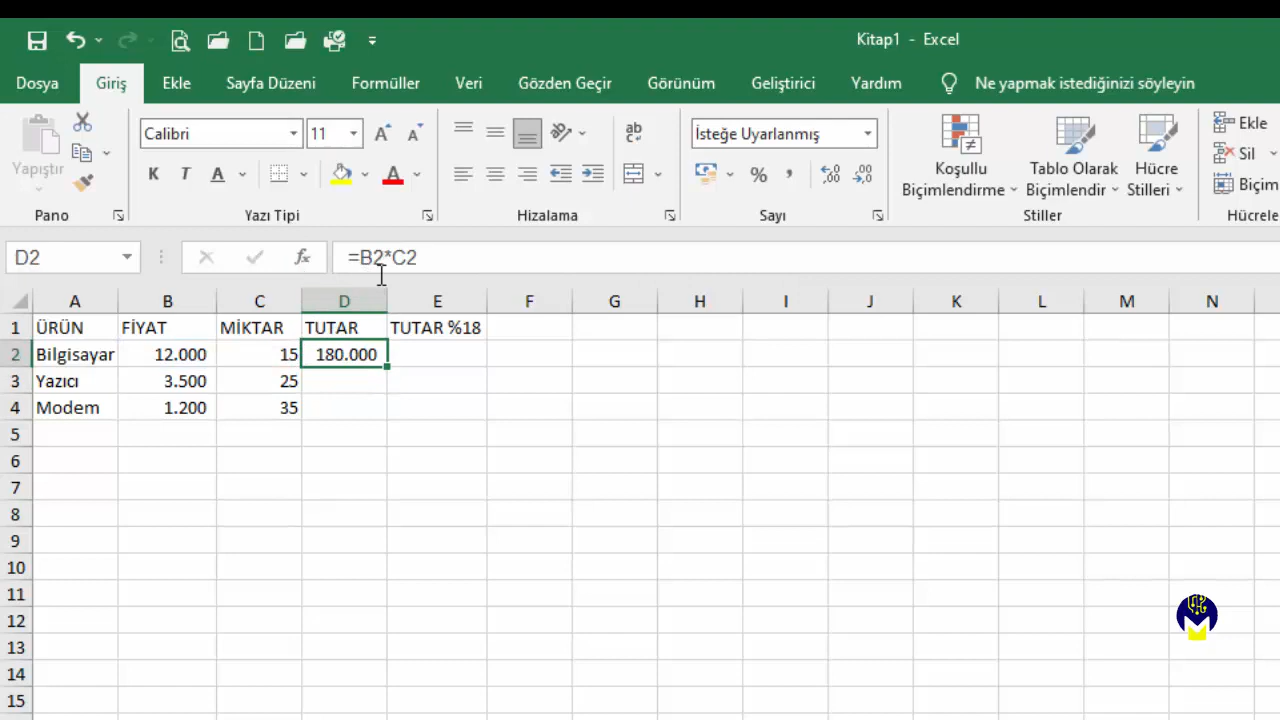 Kitap1 - Excel
Dosya Giriş Ekle Sayfa Düzeni Formüller Veri Gözden Geçir Görünüm Geliştirici Yardım Ne yapmak istediğinizi söyleyin
Yapıştır
Pano
Calibri 11
K T A A
Yazı Tipi
ab
Hizalama
İsteğe Uyarlanmış
%
Sayı
Koşullu Biçimlendirme
Tablo Olarak Biçimlendir
Hücre Stilleri
Stiller
Ekle
Sil
Biçim
Hücrele
D2 fx =B2*C2
A B C D E F G H I J K L M N
1 ÜRÜN FİYAT MİKTAR TUTAR TUTAR %18
2 Bilgisayar 12.000 15 180.000
3 Yazıcı 3.500 25
4 Modem 1.200 35
5
6
7
8
9
10
11
12
13
14
15